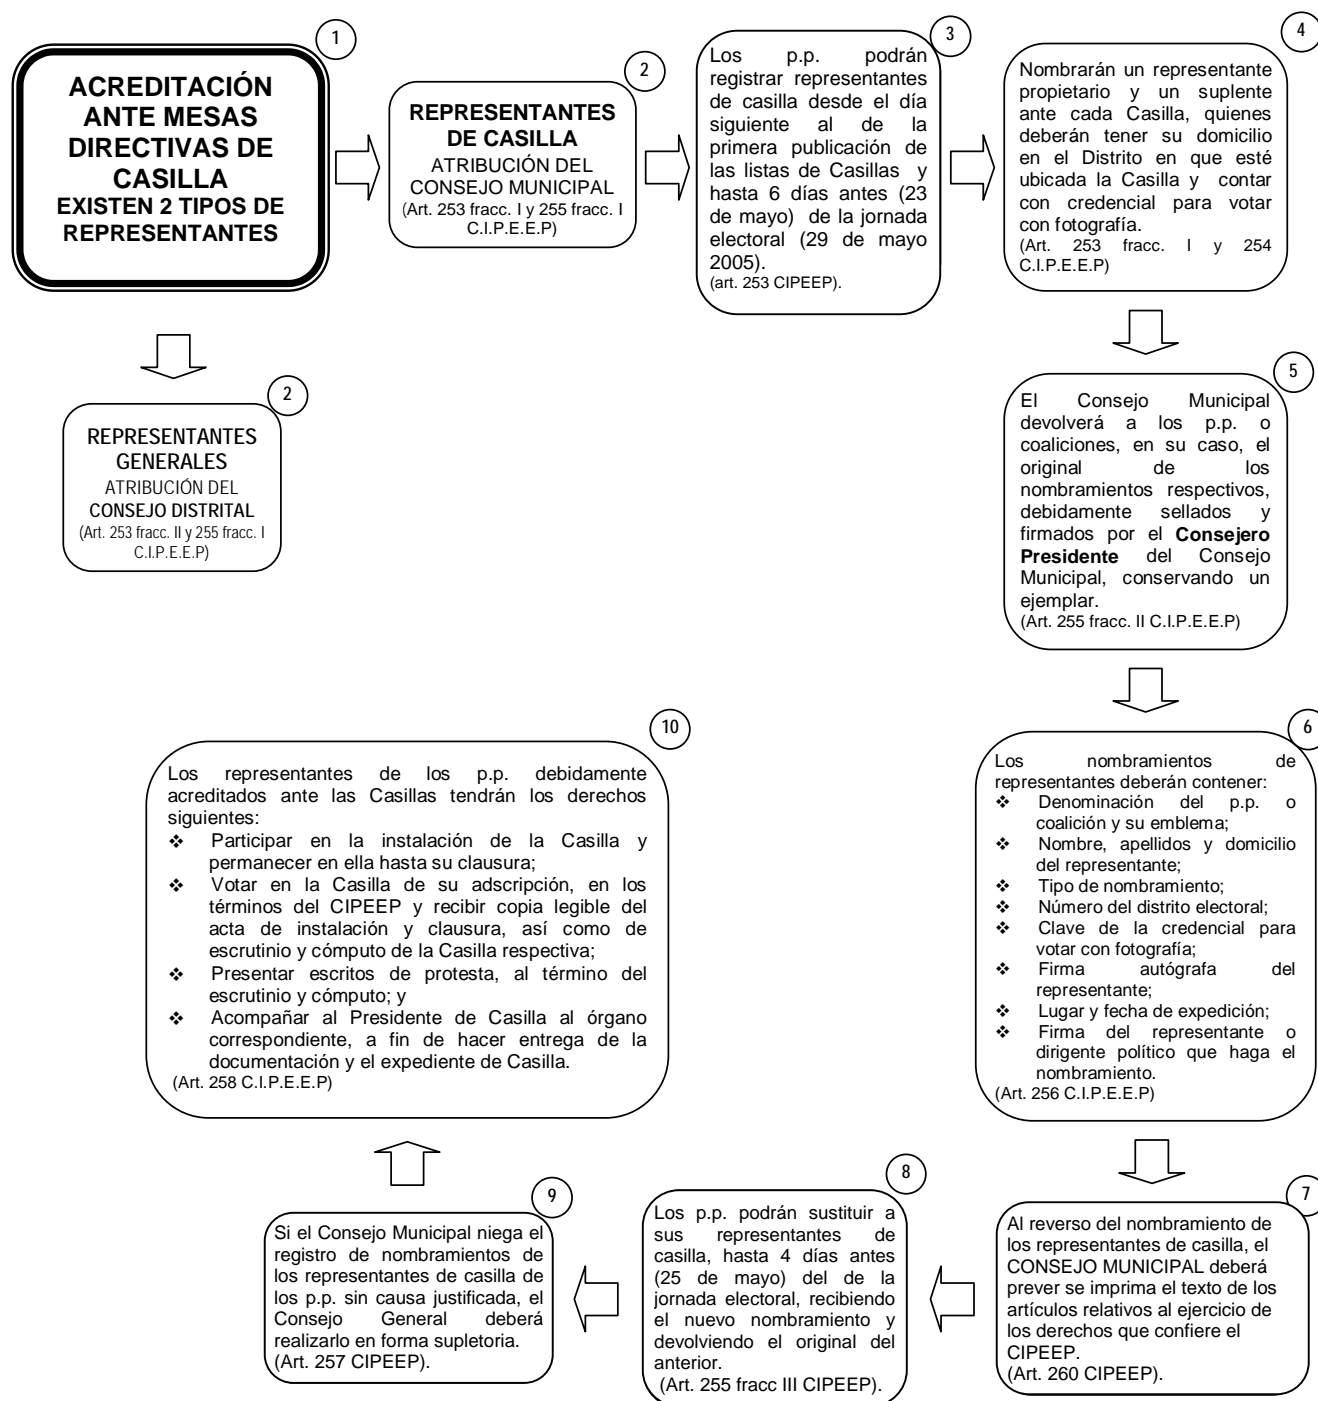 1
ACREDITACIÓN
ANTE MESAS
DIRECTIVAS DE
CASILLA
EXISTEN 2 TIPOS DE
REPRESENTANTES
2
REPRESENTANTES
DE CASILLA
ATRIBUCIÓN DEL
CONSEJO MUNICIPAL
(Art. 253 fracc. I y 255 fracc. I
C.I.P.E.E.P)
3
Los p.p. podrán
registrar representantes
de casilla desde el día
siguiente al de la
primera publicación de
las listas de Casillas y
hasta 6 días antes (23
de mayo) de la jornada
electoral (29 de mayo
2005).
(art. 253 CIPEEP).
4
Nombrarán un representante
propietario y un suplente
ante cada Casilla, quienes
deberán tener su domicilio
en el Distrito en que esté
ubicada la Casilla y contar
con credencial para votar
con fotografía.
(Art. 253 fracc. I y 254
C.I.P.E.E.P)
2
REPRESENTANTES
GENERALES
ATRIBUCIÓN DEL
CONSEJO DISTRITAL
(Art. 253 fracc. II y 255 fracc. I
C.I.P.E.E.P)
5
El Consejo Municipal
devolverá a los p.p. o
coaliciones, en su caso, el
original de los
nombramientos respectivos,
debidamente sellados y
firmados por el Consejero
Presidente del Consejo
Municipal, conservando un
ejemplar.
(Art. 255 fracc. II C.I.P.E.E.P)
6
Los nombramientos de
representantes deberán contener:
❖ Denominación del p.p. o
coalición y su emblema;
❖ Nombre, apellidos y domicilio
del representante;
❖ Tipo de nombramiento;
❖ Número del distrito electoral;
❖ Clave de la credencial para
votar con fotografía;
❖ Firma autógrafa del
representante;
❖ Lugar y fecha de expedición;
❖ Firma del representante o
dirigente político que haga el
nombramiento.
(Art. 256 C.I.P.E.E.P)
7
Al reverso del nombramiento de
los representantes de casilla, el
CONSEJO MUNICIPAL deberá
prever se imprima el texto de los
artículos relativos al ejercicio de
los derechos que confiere el
CIPEEP.
(Art. 260 CIPEEP).
8
Los p.p. podrán sustituir a
sus representantes de
casilla, hasta 4 días antes
(25 de mayo) del de la
jornada electoral, recibiendo
el nuevo nombramiento y
devolviendo el original del
anterior.
(Art. 255 fracc III CIPEEP).
9
Si el Consejo Municipal niega el
registro de nombramientos de
los representantes de casilla de
los p.p. sin causa justificada, el
Consejo General deberá
realizarlo en forma supletoria.
(Art. 257 CIPEEP).
10
Los representantes de los p.p. debidamente
acreditados ante las Casillas tendrán los derechos
siguientes:
❖ Participar en la instalación de la Casilla y
permanecer en ella hasta su clausura;
❖ Votar en la Casilla de su adscripción, en los
términos del CIPEEP y recibir copia legible del
acta de instalación y clausura, así como de
escrutinio y cómputo de la Casilla respectiva;
❖ Presentar escritos de protesta, al término del
escrutinio y cómputo; y
❖ Acompañar al Presidente de Casilla al órgano
correspondiente, a fin de hacer entrega de la
documentación y el expediente de Casilla.
(Art. 258 C.I.P.E.E.P)